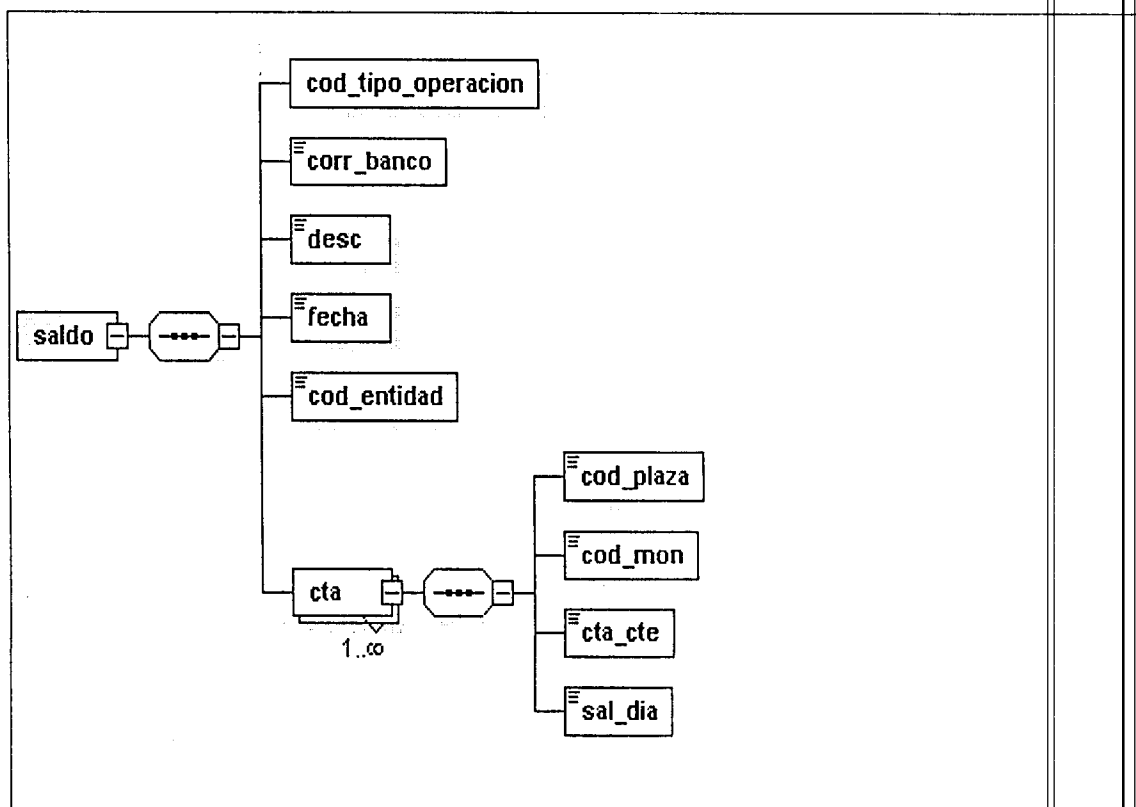 cod_tipo_operacion
corr_banco
desc
fecha
saldo
cod_entidad
cod_plaza
cod_mon
cta
1..∞
cta_cte
sal_dia